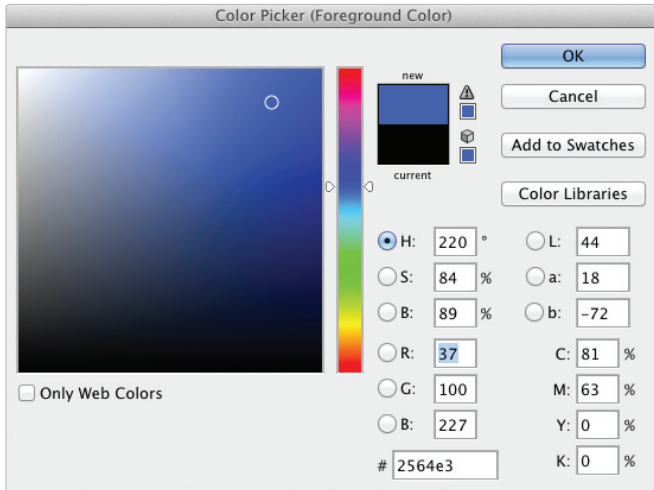 Color Picker (Foreground Color)
new
current
OK
Cancel
Add to Swatches
Color Libraries
H: 220 °
S: 84 %
B: 89 %
R: 37
G: 100
B: 227
# 2564e3
L: 44
a: 18
b: -72
C: 81 %
M: 63 %
Y: 0 %
K: 0 %
Only Web Colors